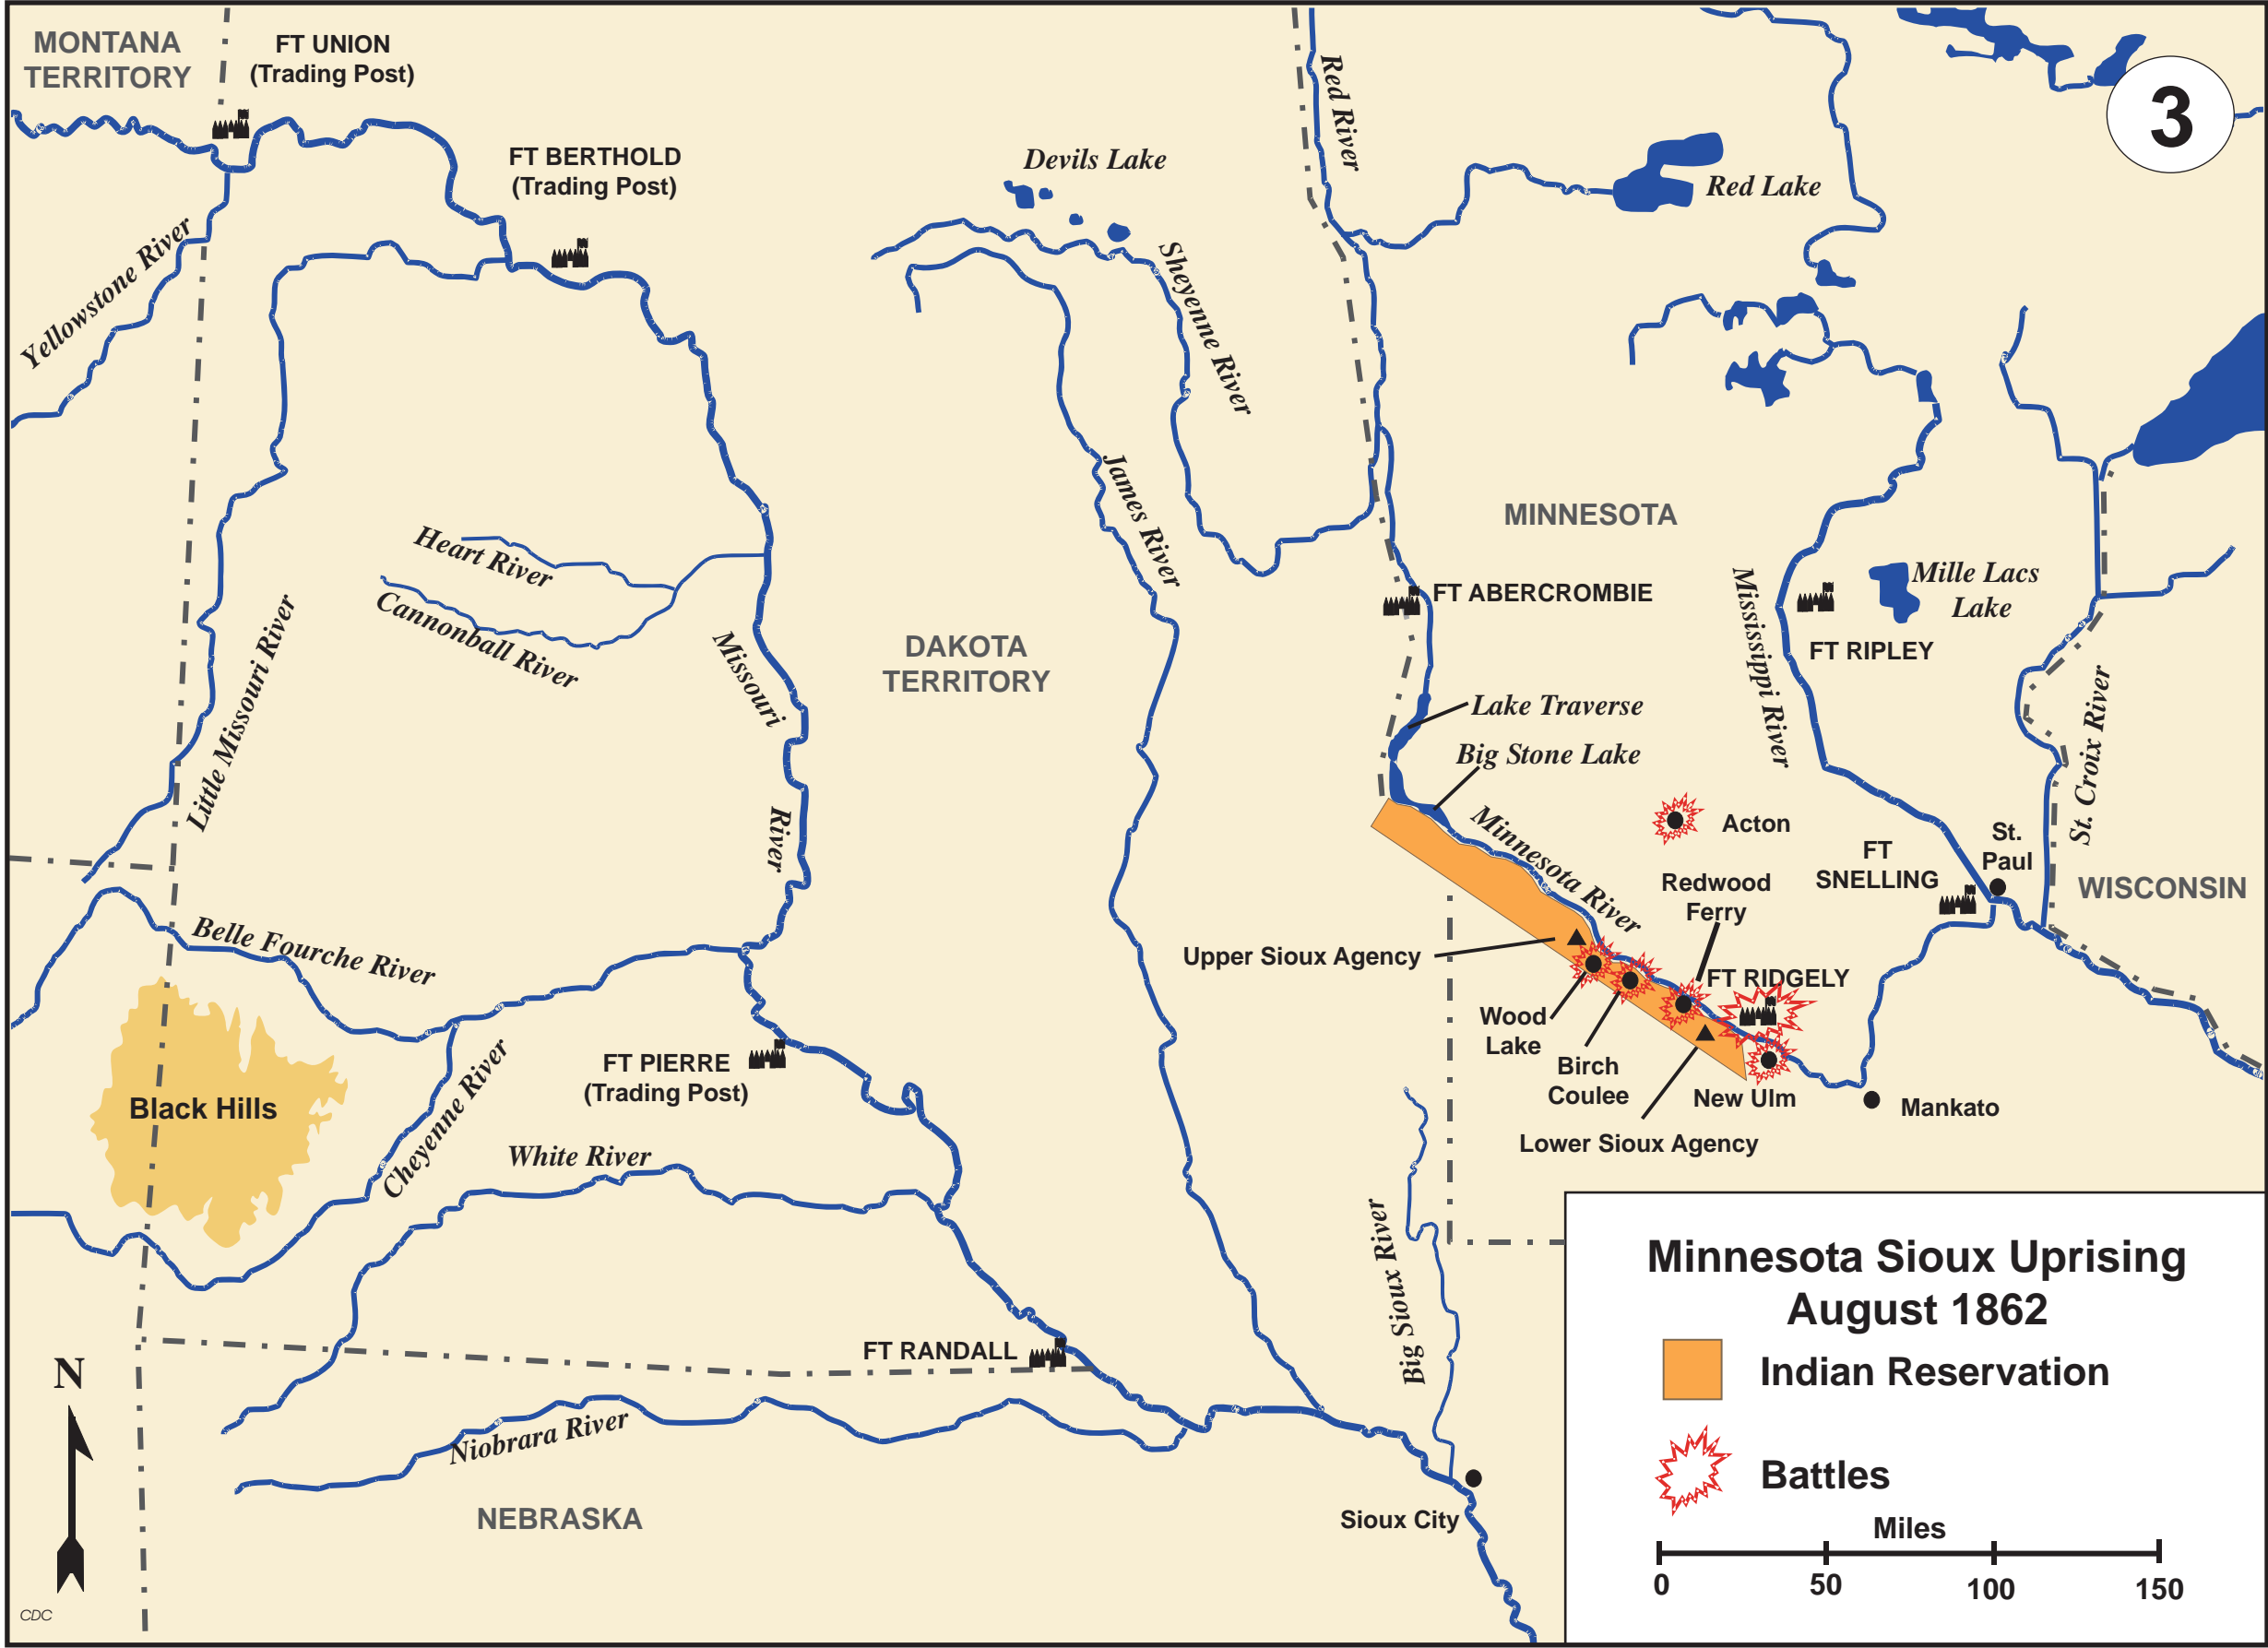 MONTANA
TERRITORY
FT UNION
(Trading Post)
FT BERTHOLD
(Trading Post)
Devils Lake
Red River
Red Lake
3
Yellowstone River
Sheyenne River
James River
Heart River
Cannonball River
Little Missouri River
Missouri
River
DAKOTA
TERRITORY
MINNESOTA
FT ABERCROMBIE
Mississippi River
Mille Lacs
Lake
FT RIPLEY
Lake Traverse
Big Stone Lake
St. Croix River
Minnesota River
Acton
St.
Paul
FT
SNELLING
WISCONSIN
Redwood
Ferry
Belle Fourche River
Upper Sioux Agency
FT RIDGELY
Wood
Lake
Birch
Coulee
New Ulm
Mankato
Lower Sioux Agency
Black Hills
Cheyenne River
FT PIERRE
(Trading Post)
White River
Big Sioux River
FT RANDALL
Niobrara River
NEBRASKA
Sioux City
N
CDC
Minnesota Sioux Uprising
August 1862
Indian Reservation
Battles
Miles
0 50 100 150